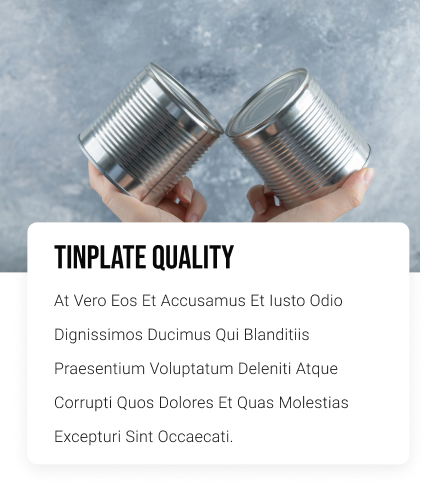 TINPLATE QUALITY
At Vero Eos Et Accusamus Et Iusto Odio
Dignissimos Ducimus Qui Blanditiis
Praesentium Voluptatum Deleniti Atque
Corrupti Quos Dolores Et Quas Molestias
Excepturi Sint Occaecati.